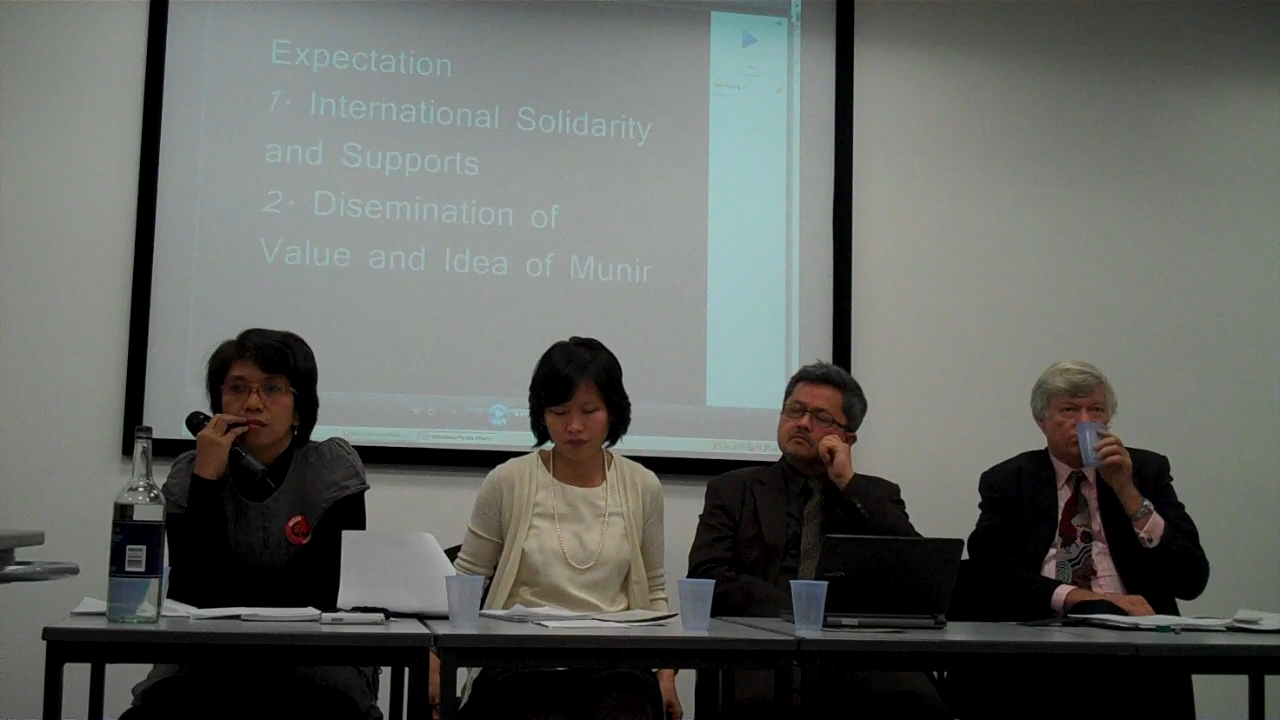 Expectation
1. International Solidarity
and Supports
2. Disemination of
Value and Idea of Munir